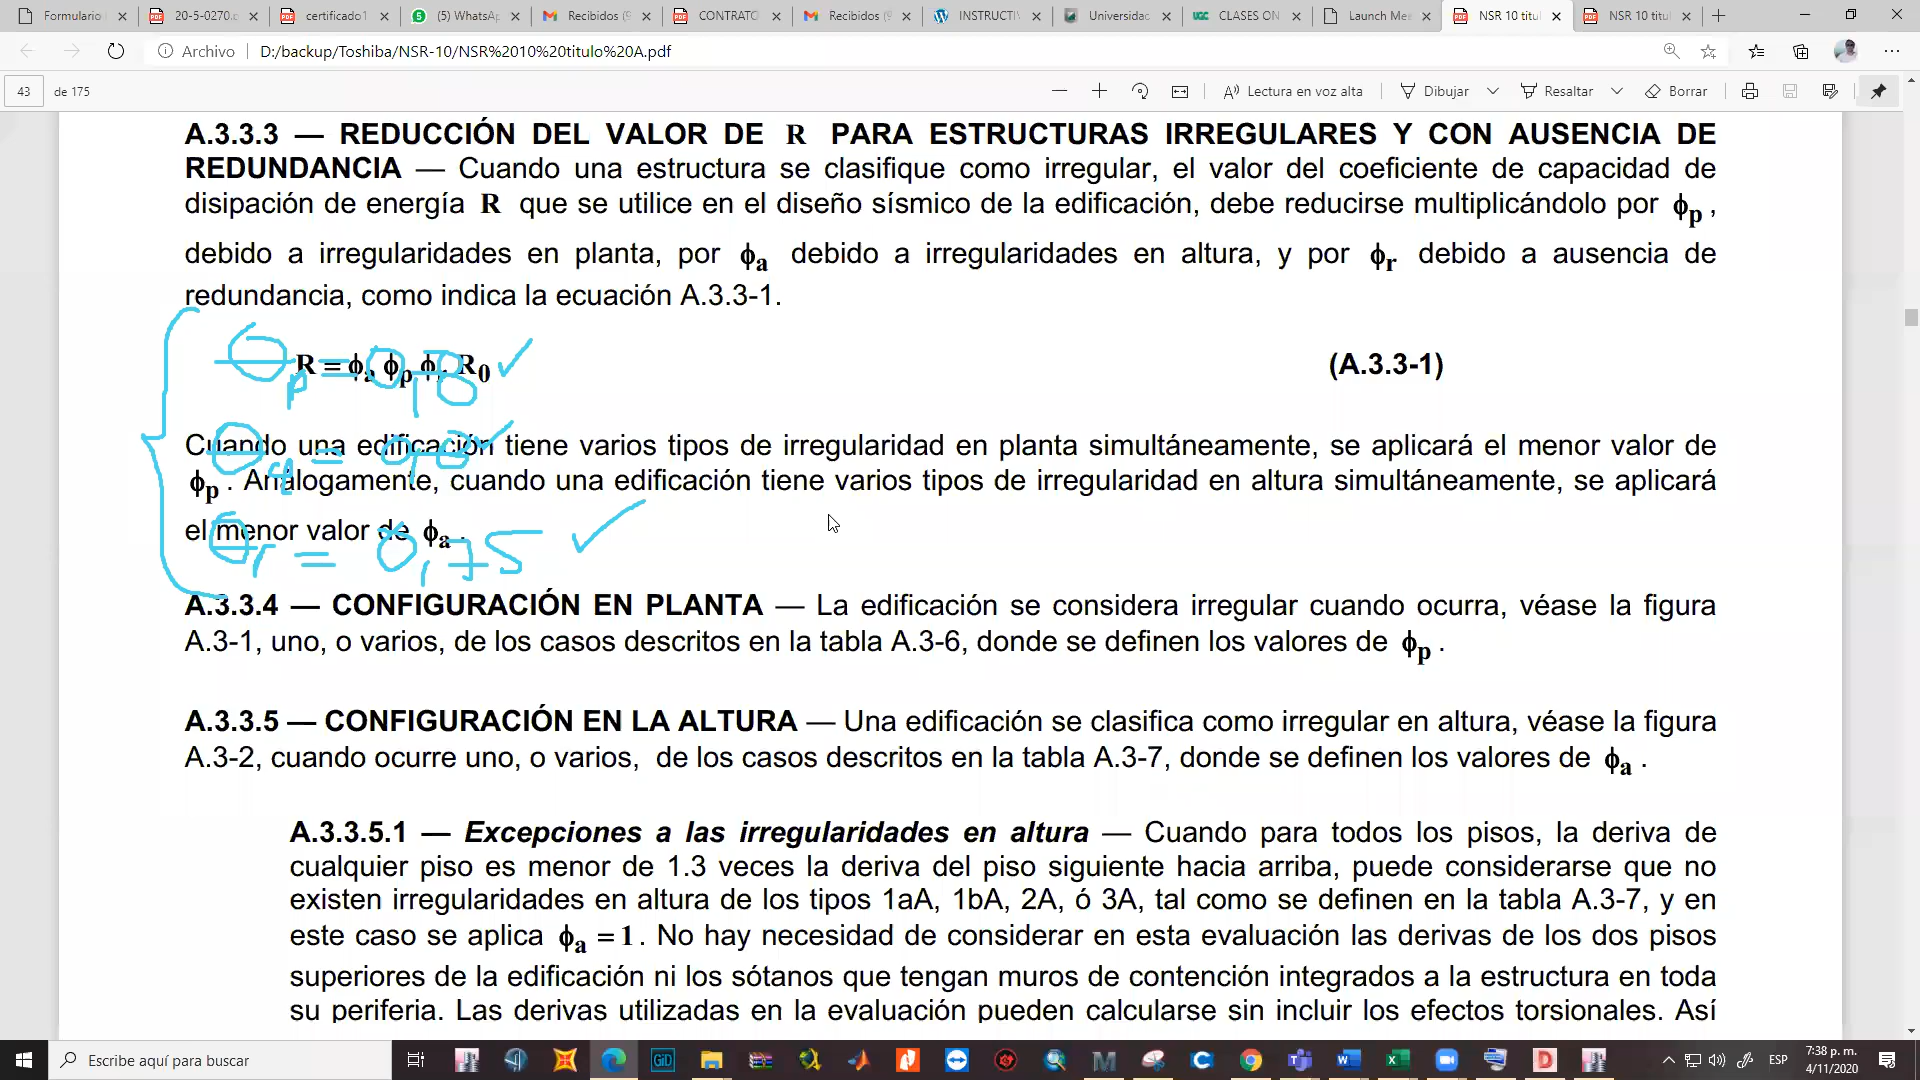 Formulario
20-5-0270.
certificado1
(5) WhatsA
Recibidos (9
CONTRATO
Recibidos (9
INSTRUCTI
Universidad
UGC CLASES ON
Launch Me
NSR 10 titul
NSR 10 titul
Archivo D:/backup/Toshiba/NSR-10/NSR%2010%20titulo%20A.pdf
43 de 175
Lectura en voz alta
Dibujar
Resaltar
Borrar
A.3.3.3 — REDUCCIÓN DEL VALOR DE R PARA ESTRUCTURAS IRREGULARES Y CON AUSENCIA DE
REDUNDANCIA — Cuando una estructura se clasifique como irregular, el valor del coeficiente de capacidad de
disipación de energía R que se utilice en el diseño sísmico de la edificación, debe reducirse multiplicándolo por ϕp ,
debido a irregularidades en planta, por ϕa debido a irregularidades en altura, y por ϕr debido a ausencia de
redundancia, como indica la ecuación A.3.3-1.
R = ϕa ϕp ϕr R0 (A.3.3-1)
θp = 0,8 ✓
Cuando una edificación tiene varios tipos de irregularidad en planta simultáneamente, se aplicará el menor valor de
θa = 0,8 ✓
ϕp . Análogamente, cuando una edificación tiene varios tipos de irregularidad en altura simultáneamente, se aplicará
el menor valor de ϕa .
θr = 0,75 ✓
A.3.3.4 — CONFIGURACIÓN EN PLANTA — La edificación se considera irregular cuando ocurra, véase la figura
A.3-1, uno, o varios, de los casos descritos en la tabla A.3-6, donde se definen los valores de ϕp .
A.3.3.5 — CONFIGURACIÓN EN LA ALTURA — Una edificación se clasifica como irregular en altura, véase la figura
A.3-2, cuando ocurre uno, o varios, de los casos descritos en la tabla A.3-7, donde se definen los valores de ϕa .
A.3.3.5.1 — Excepciones a las irregularidades en altura — Cuando para todos los pisos, la deriva de
cualquier piso es menor de 1.3 veces la deriva del piso siguiente hacia arriba, puede considerarse que no
existen irregularidades en altura de los tipos 1aA, 1bA, 2A, ó 3A, tal como se definen en la tabla A.3-7, y en
este caso se aplica ϕa = 1 . No hay necesidad de considerar en esta evaluación las derivas de los dos pisos
superiores de la edificación ni los sótanos que tengan muros de contención integrados a la estructura en toda
su periferia. Las derivas utilizadas en la evaluación pueden calcularse sin incluir los efectos torsionales. Así
Escribe aquí para buscar
GiD
ESP
7:38 p. m.
4/11/2020